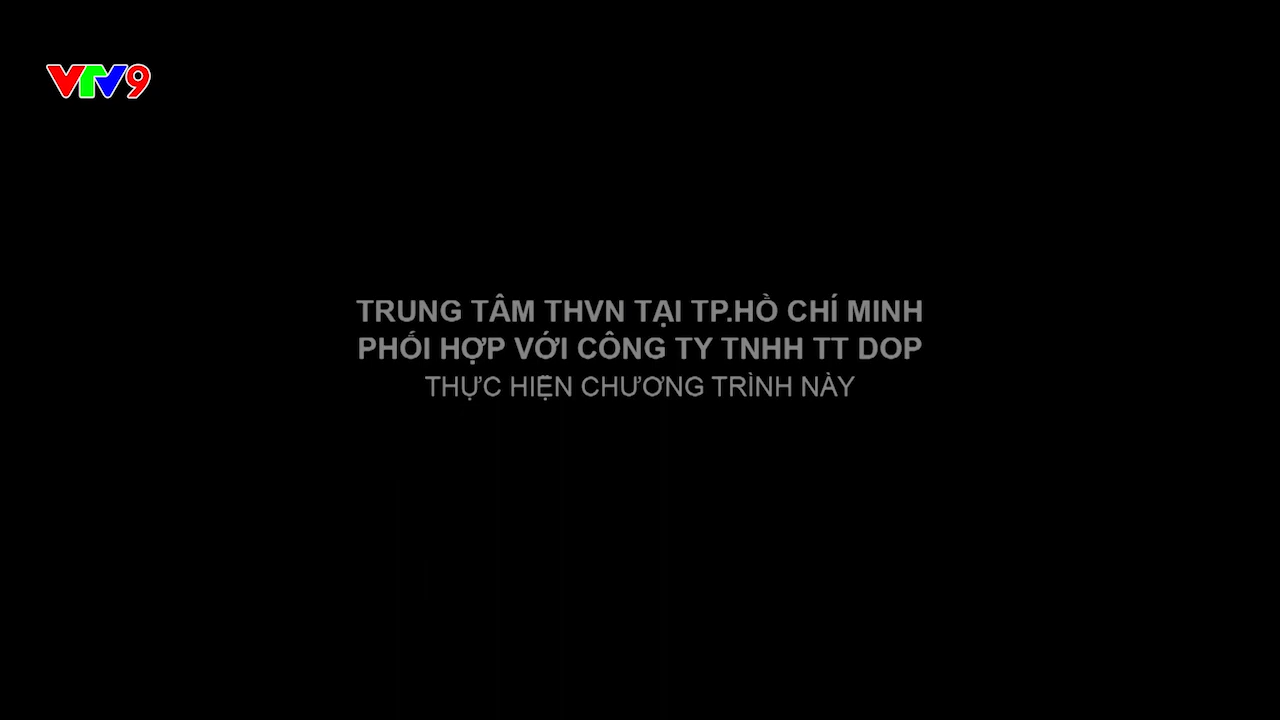 VTV9
TRUNG TÂM THVN TẠI TP.HỒ CHÍ MINH
PHỐI HỢP VỚI CÔNG TY TNHH TT DOP
THỰC HIỆN CHƯƠNG TRÌNH NÀY